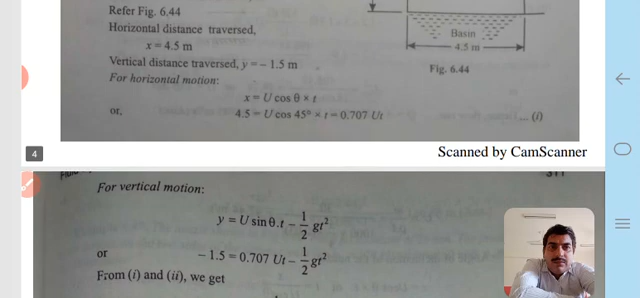 Refer Fig. 6.44
Horizontal distance traversed,
x = 4.5 m
Vertical distance traversed, y = – 1.5 m
For horizontal motion:
x = U cos θ × t
or, 4.5 = U cos 45° × t = 0.707 Ut ... (i)
Basin
4.5 m
Fig. 6.44
4
Scanned by CamScanner
311
For vertical motion:
y = U sin θ.t – 1/2 gt²
or – 1.5 = 0.707 Ut – 1/2 gt²
From (i) and (ii), we get